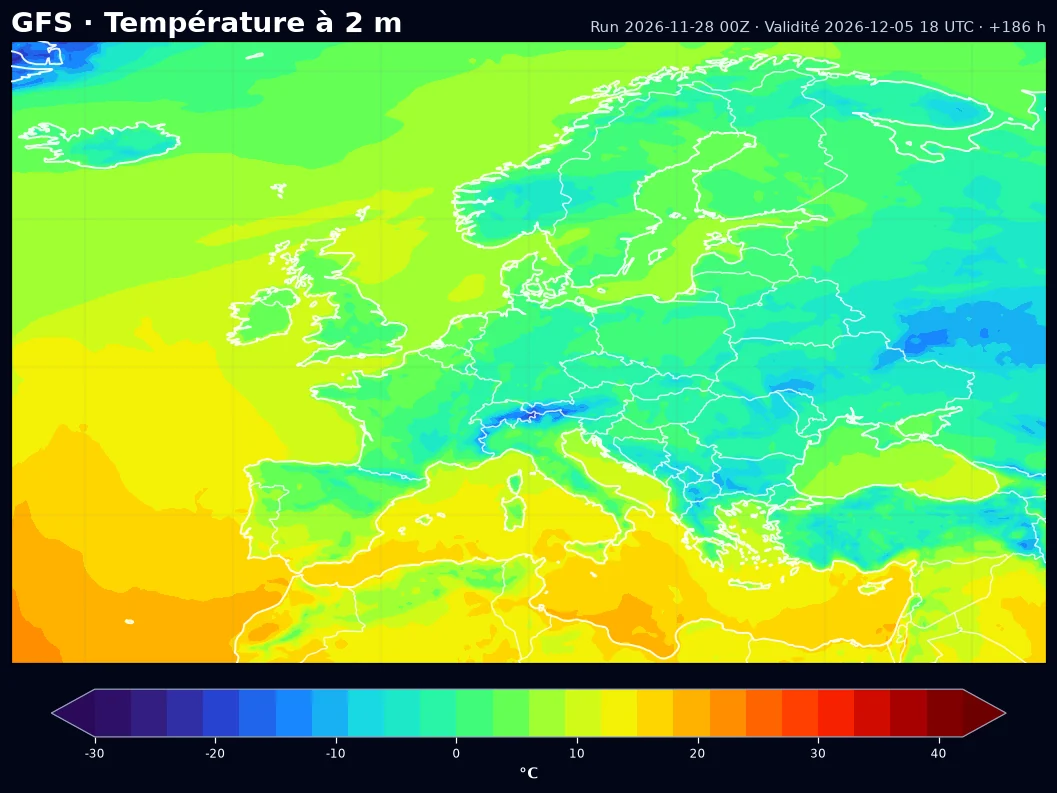 GFS · Température à 2 m
Run 2026-11-28 00Z · Validité 2026-12-05 18 UTC · +186 h
-30 -20 -10 0 10 20 30 40
°C